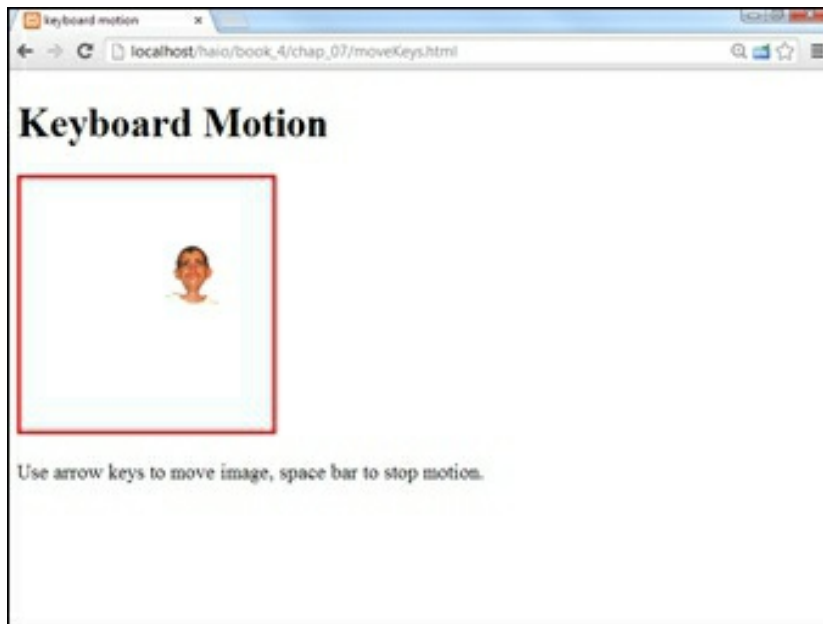 keyboard motion
localhost/haio/book_4/chap_07/moveKeys.html
Keyboard Motion
Use arrow keys to move image, space bar to stop motion.